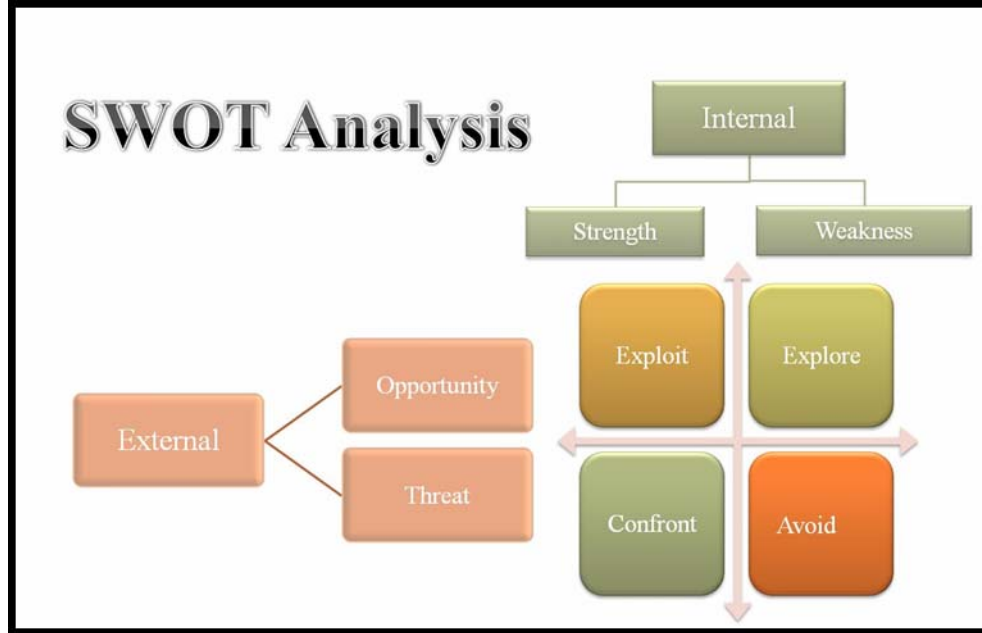 SWOT Analysis
Internal
Strength
Weakness
External
Opportunity
Threat
Exploit
Explore
Confront
Avoid